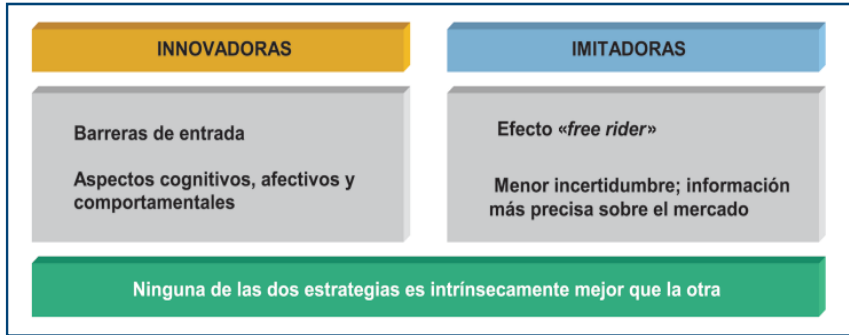 INNOVADORAS
IMITADORAS
Barreras de entrada
Aspectos cognitivos, afectivos y
comportamentales
Efecto «free rider»
Menor incertidumbre; información
más precisa sobre el mercado
Ninguna de las dos estrategias es intrínsecamente mejor que la otra